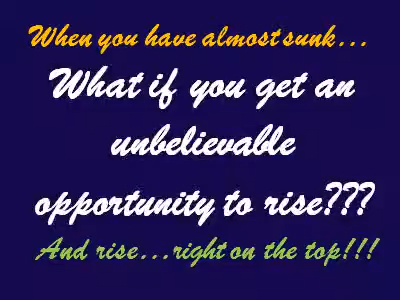 When you have almost sunk...
What if you get an
unbelievable
opportunity to rise???
And rise...right on the top!!!